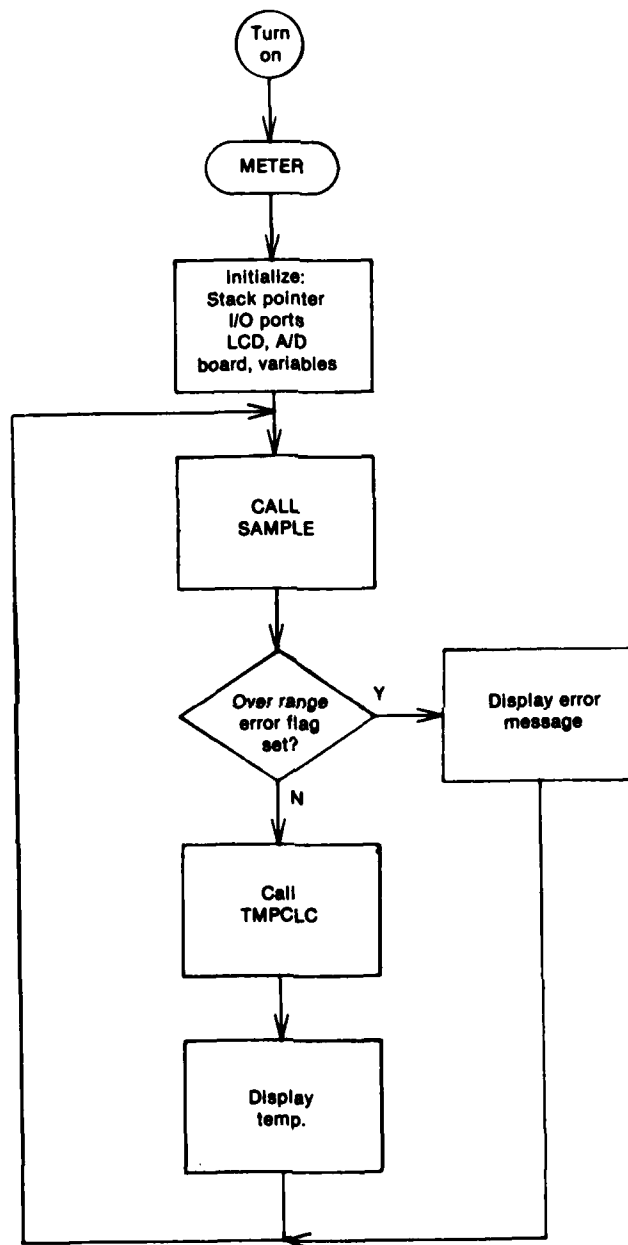 Turn
on
METER
Initialize:
Stack pointer
I/O ports
LCD, A/D
board, variables
CALL
SAMPLE
Over range
error flag
set?
Y
Display error
message
N
Call
TMPCLC
Display
temp.